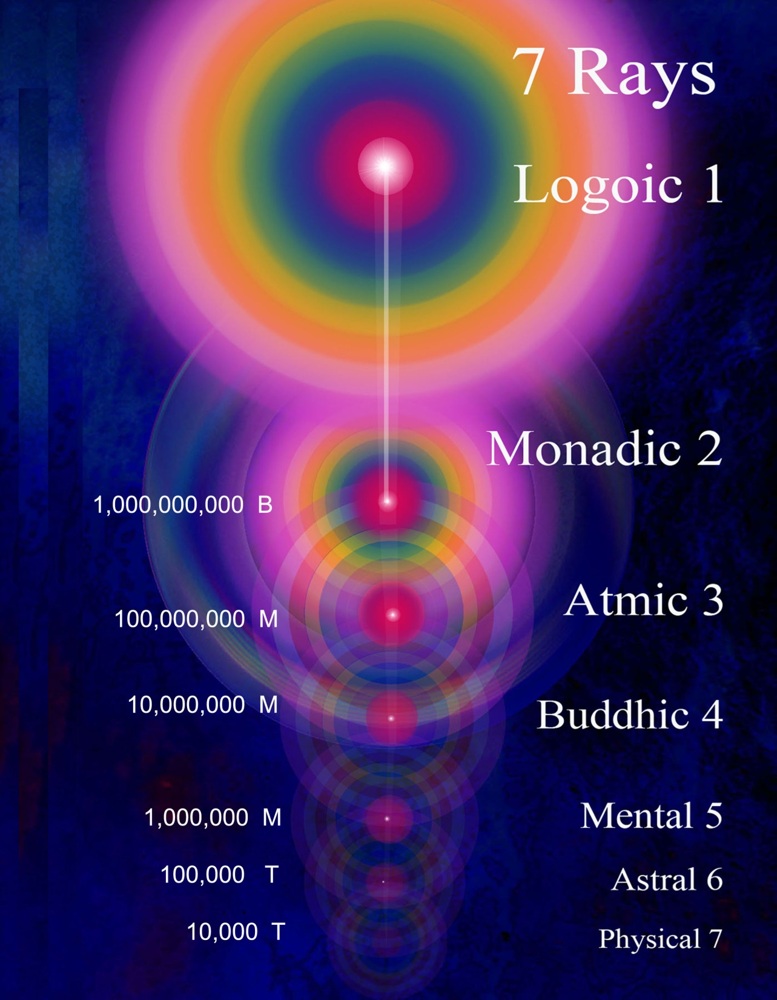 7 Rays
Logoic 1
Monadic 2
1,000,000,000 B
Atmic 3
100,000,000 M
10,000,000 M
Buddhic 4
1,000,000 M
Mental 5
100,000 T
Astral 6
10,000 T
Physical 7